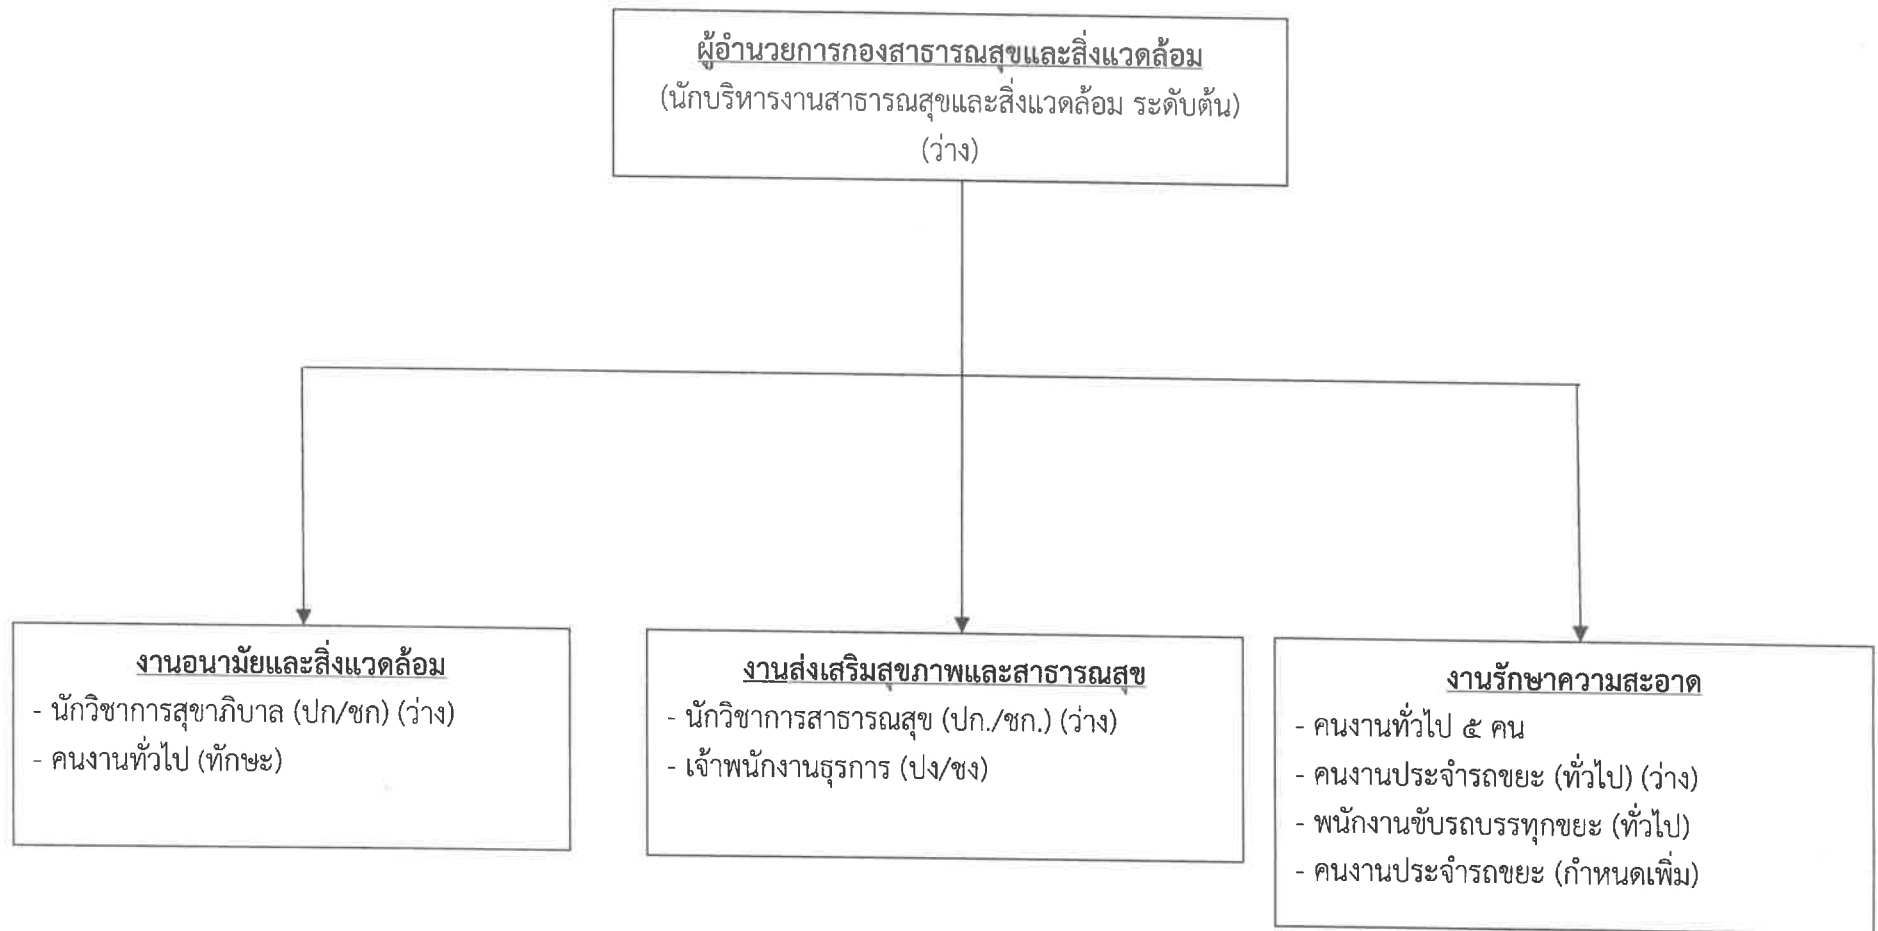 ผู้อำนวยการกองสาธารณสุขและสิ่งแวดล้อม
(นักบริหารงานสาธารณสุขและสิ่งแวดล้อม ระดับต้น)
(ว่าง)
งานอนามัยและสิ่งแวดล้อม
- นักวิชาการสุขาภิบาล (ปก/ชก) (ว่าง)
- คนงานทั่วไป (ทักษะ)
งานส่งเสริมสุขภาพและสาธารณสุข
- นักวิชาการสาธารณสุข (ปก./ชก.) (ว่าง)
- เจ้าพนักงานธุรการ (ปง/ชง)
งานรักษาความสะอาด
- คนงานทั่วไป ๕ คน
- คนงานประจำรถขยะ (ทั่วไป) (ว่าง)
- พนักงานขับรถบรรทุกขยะ (ทั่วไป)
- คนงานประจำรถขยะ (กำหนดเพิ่ม)